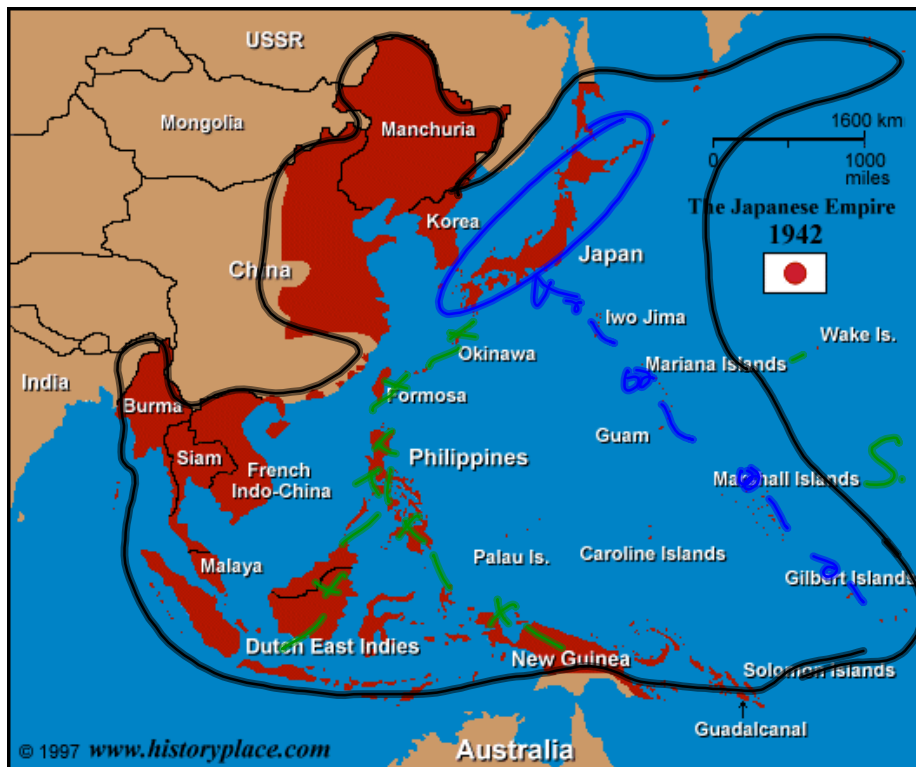 USSR
Mongolia
Manchuria
1600 km
0
1000
miles
The Japanese Empire
1942
Korea
Japan
China
Iwo Jima
Wake Is.
Okinawa
Mariana Islands
India
Formosa
Burma
Guam
Siam
Philippines
French
Indo-China
Marshall Islands
S.
Malaya
Palau Is.
Caroline Islands
Gilbert Islands
Dutch East Indies
New Guinea
Solomon Islands
Guadalcanal
© 1997 www.historyplace.com
Australia